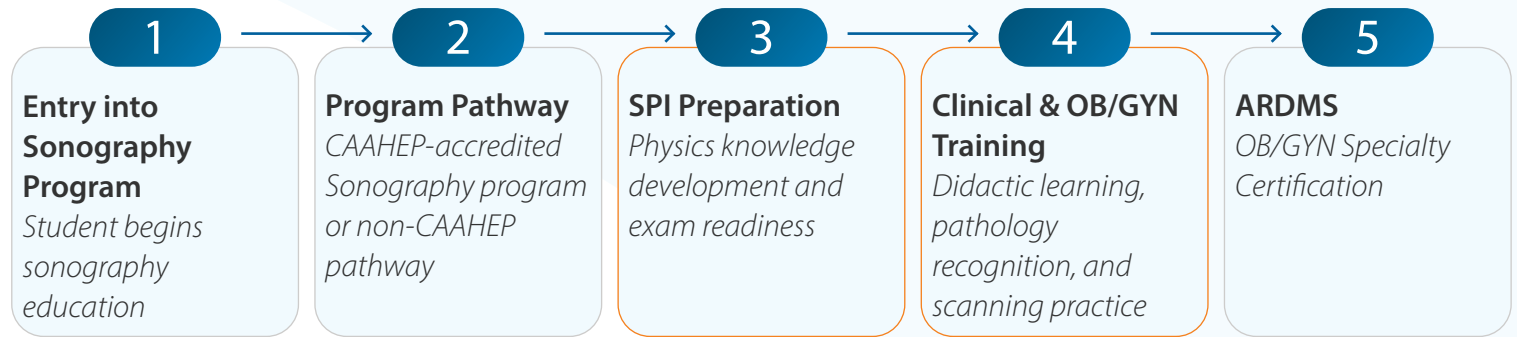 1
Entry into
Sonography
Program
Student begins
sonography
education
2
Program Pathway
CAAHEP-accredited
Sonography program
or non-CAAHEP
pathway
3
SPI Preparation
Physics knowledge
development and
exam readiness
4
Clinical & OB/GYN
Training
Didactic learning,
pathology
recognition, and
scanning practice
5
ARDMS
OB/GYN Specialty
Certification